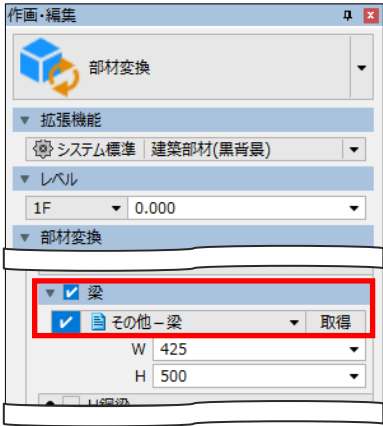 作画・編集
部材変換
拡張機能
システム標準 建築部材(黒背景)
レベル
1F 0.000
部材変換
梁
その他 – 梁 取得
W 425
H 500